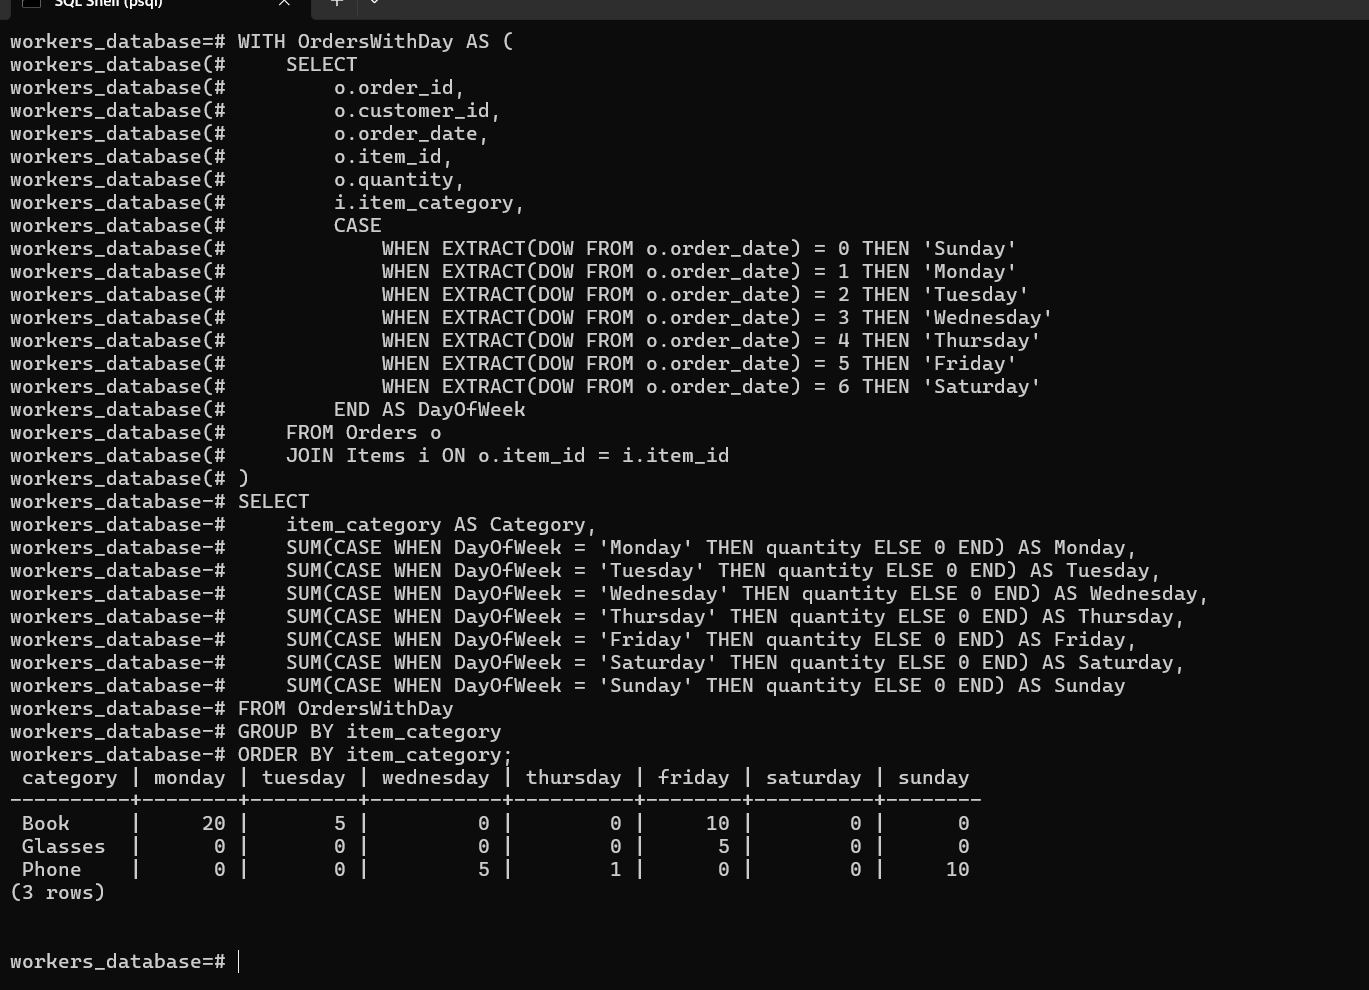 SQL Shell (psql)
workers_database=# WITH OrdersWithDay AS (
workers_database(#     SELECT
workers_database(#         o.order_id,
workers_database(#         o.customer_id,
workers_database(#         o.order_date,
workers_database(#         o.item_id,
workers_database(#         o.quantity,
workers_database(#         i.item_category,
workers_database(#         CASE
workers_database(#             WHEN EXTRACT(DOW FROM o.order_date) = 0 THEN 'Sunday'
workers_database(#             WHEN EXTRACT(DOW FROM o.order_date) = 1 THEN 'Monday'
workers_database(#             WHEN EXTRACT(DOW FROM o.order_date) = 2 THEN 'Tuesday'
workers_database(#             WHEN EXTRACT(DOW FROM o.order_date) = 3 THEN 'Wednesday'
workers_database(#             WHEN EXTRACT(DOW FROM o.order_date) = 4 THEN 'Thursday'
workers_database(#             WHEN EXTRACT(DOW FROM o.order_date) = 5 THEN 'Friday'
workers_database(#             WHEN EXTRACT(DOW FROM o.order_date) = 6 THEN 'Saturday'
workers_database(#         END AS DayOfWeek
workers_database(#     FROM Orders o
workers_database(#     JOIN Items i ON o.item_id = i.item_id
workers_database(# )
workers_database-# SELECT
workers_database-#     item_category AS Category,
workers_database-#     SUM(CASE WHEN DayOfWeek = 'Monday' THEN quantity ELSE 0 END) AS Monday,
workers_database-#     SUM(CASE WHEN DayOfWeek = 'Tuesday' THEN quantity ELSE 0 END) AS Tuesday,
workers_database-#     SUM(CASE WHEN DayOfWeek = 'Wednesday' THEN quantity ELSE 0 END) AS Wednesday,
workers_database-#     SUM(CASE WHEN DayOfWeek = 'Thursday' THEN quantity ELSE 0 END) AS Thursday,
workers_database-#     SUM(CASE WHEN DayOfWeek = 'Friday' THEN quantity ELSE 0 END) AS Friday,
workers_database-#     SUM(CASE WHEN DayOfWeek = 'Saturday' THEN quantity ELSE 0 END) AS Saturday,
workers_database-#     SUM(CASE WHEN DayOfWeek = 'Sunday' THEN quantity ELSE 0 END) AS Sunday
workers_database-# FROM OrdersWithDay
workers_database-# GROUP BY item_category
workers_database-# ORDER BY item_category;
 category | monday | tuesday | wednesday | thursday | friday | saturday | sunday
----------+--------+---------+-----------+----------+--------+----------+--------
 Book     |     20 |       5 |         0 |        0 |     10 |        0 |      0
 Glasses  |      0 |       0 |         0 |        0 |      5 |        0 |      0
 Phone    |      0 |       0 |         5 |        1 |      0 |        0 |     10
(3 rows)
workers_database=#